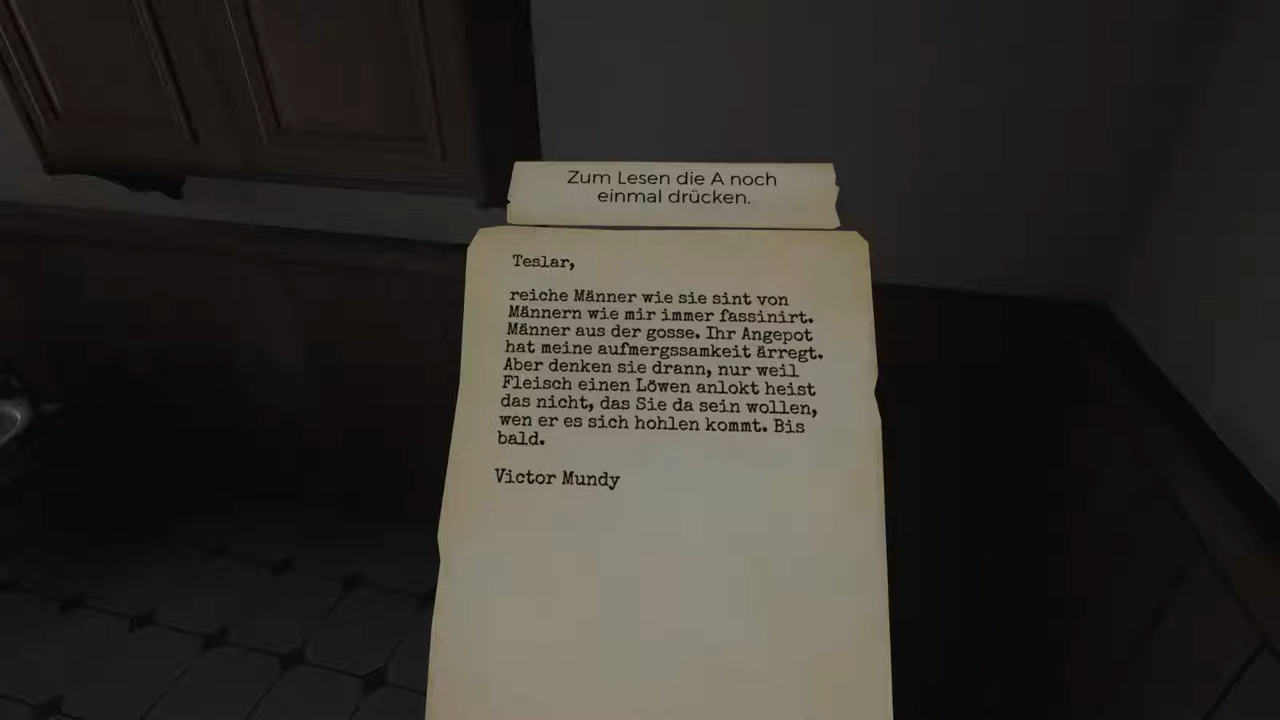 Zum Lesen die A noch
einmal drücken.
Teslar,
reiche Männer wie sie sint von
Männern wie mir immer fassinirt.
Männer aus der gosse. Ihr Angepot
hat meine aufmergssamkeit ärregt.
Aber denken sie drann, nur weil
Fleisch einen Löwen anlokt heist
das nicht, das Sie da sein wollen,
wen er es sich hohlen kommt. Bis
bald.
Victor Mundy